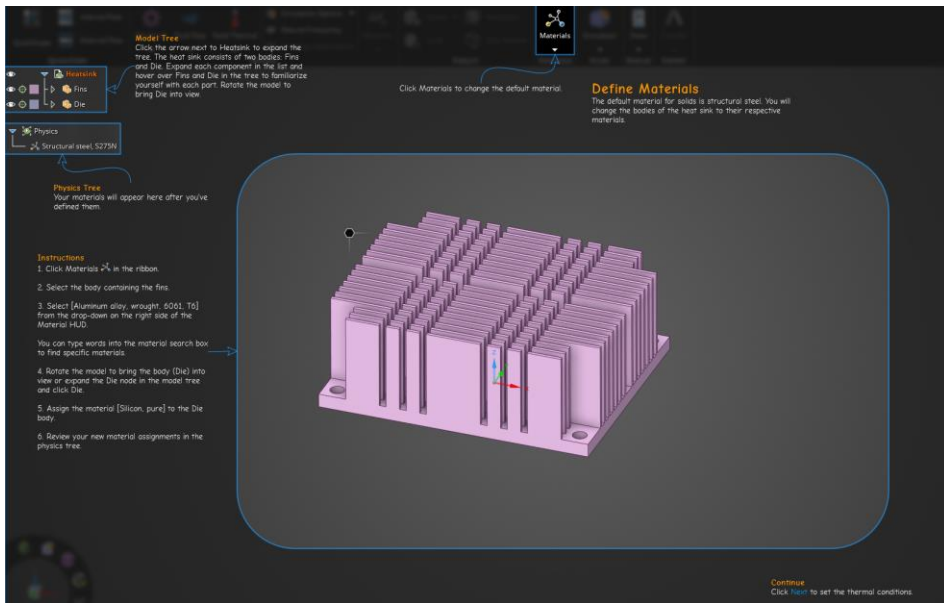 Model Tree
Click the arrow next to Heatsink to expand the
tree. The heat sink consists of two bodies: Fins
and Die. Expand each component in the list and
hover over Fins and Die in the tree to familiarize
yourself with each part. Rotate the model to
bring Die into view.
Materials
Click Materials to change the default material.
Define Materials
The default material for solids is structural steel. You will
change the bodies of the heat sink to their respective
materials.
Heatsink
Fins
Die
Physics
Structural steel, S275N
Physics Tree
Your materials will appear here after you've
defined them.
Instructions
1. Click Materials in the ribbon.
2. Select the body containing the fins.
3. Select [Aluminum alloy, wrought, 6061, T6]
from the drop-down on the right side of the
Material HUD.
You can type words into the material search box
to find specific materials.
4. Rotate the model to bring the body (Die) into
view or expand the Die node in the model tree
and click Die.
5. Assign the material [Silicon, pure] to the Die
body.
6. Review your new material assignments in the
physics tree.
Z
Continue
Click Next to set the thermal conditions.